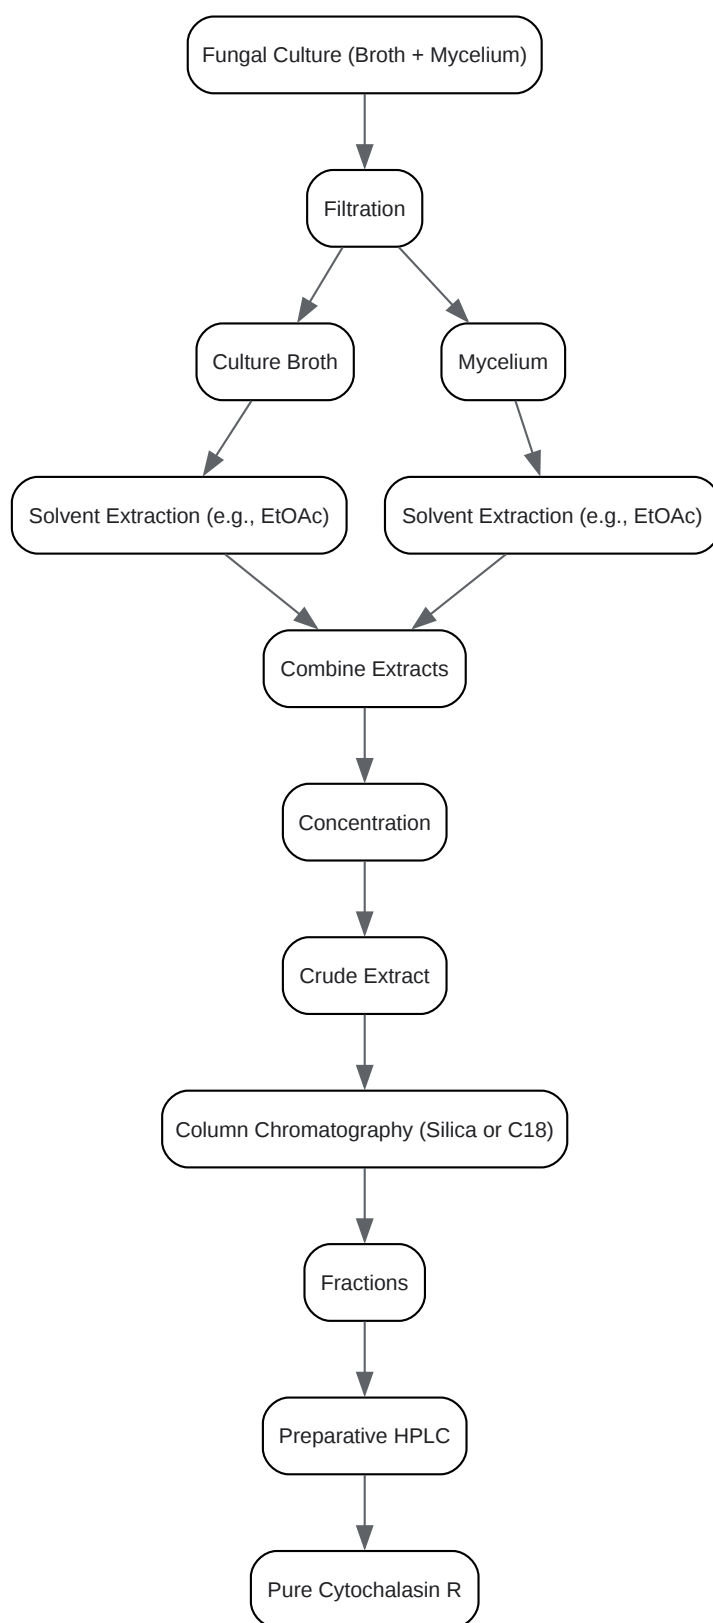 Fungal Culture (Broth + Mycelium)
Filtration
Culture Broth
Mycelium
Solvent Extraction (e.g., EtOAc)
Solvent Extraction (e.g., EtOAc)
Combine Extracts
Concentration
Crude Extract
Column Chromatography (Silica or C18)
Fractions
Preparative HPLC
Pure Cytochalasin R